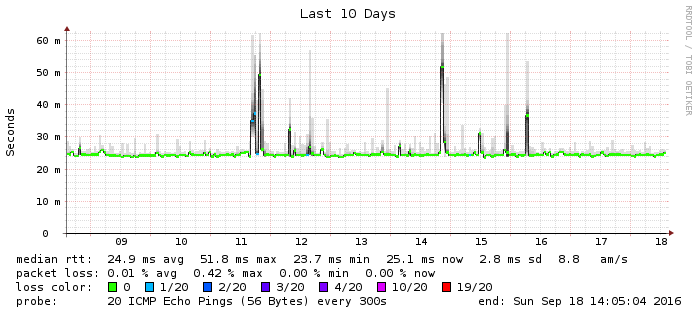 Last 10 Days
RRDTOOL / TOBI OETIKER
Seconds
60 m
50 m
40 m
30 m
20 m
10 m
0
09 10 11 12 13 14 15 16 17 18
median rtt: 24.9 ms avg 51.8 ms max 23.7 ms min 25.1 ms now 2.8 ms sd 8.8 am/s
packet loss: 0.01 % avg 0.42 % max 0.00 % min 0.00 % now
loss color: 0 1/20 2/20 3/20 4/20 10/20 19/20
probe: 20 ICMP Echo Pings (56 Bytes) every 300s end: Sun Sep 18 14:05:04 2016